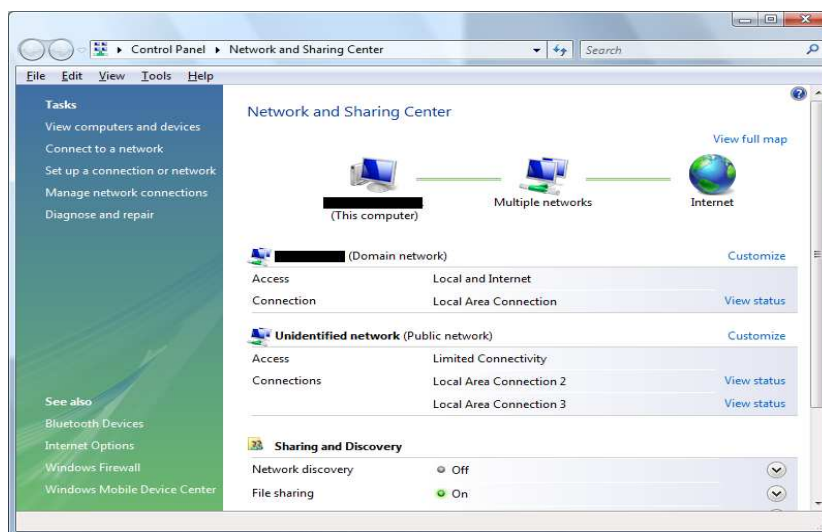 Control Panel Network and Sharing Center Search
File Edit View Tools Help
Tasks
View computers and devices
Connect to a network
Set up a connection or network
Manage network connections
Diagnose and repair
See also
Bluetooth Devices
Internet Options
Windows Firewall
Windows Mobile Device Center
Network and Sharing Center
View full map
(This computer) Multiple networks Internet
(Domain network) Customize
Access Local and Internet
Connection Local Area Connection View status
Unidentified network (Public network) Customize
Access Limited Connectivity
Connections Local Area Connection 2 View status
Local Area Connection 3 View status
Sharing and Discovery
Network discovery Off
File sharing On